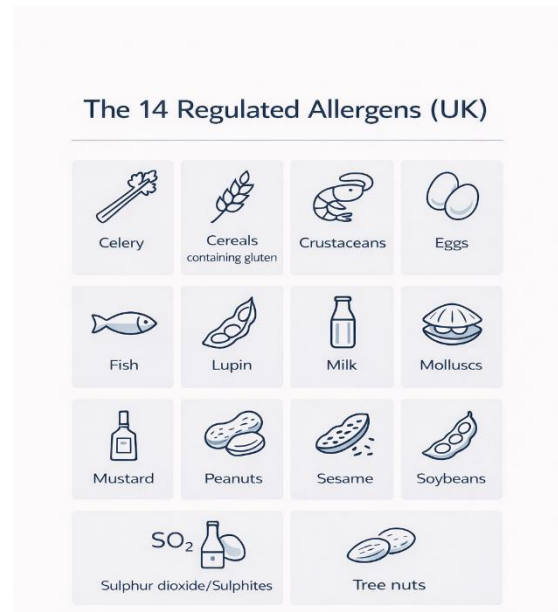 The 14 Regulated Allergens (UK)
Celery
Cereals
containing gluten
Crustaceans
Eggs
Fish
Lupin
Milk
Molluscs
Mustard
Peanuts
Sesame
Soybeans
SO₂
Sulphur dioxide/Sulphites
Tree nuts